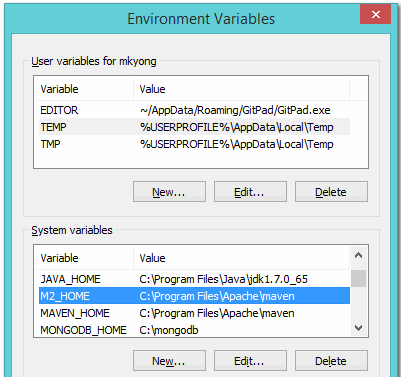 Environment Variables
User variables for mkyong
Variable Value
EDITOR ~/AppData/Roaming/GitPad/GitPad.exe
TEMP %USERPROFILE%\AppData\Local\Temp
TMP %USERPROFILE%\AppData\Local\Temp
New... Edit... Delete
System variables
Variable Value
JAVA_HOME C:\Program Files\Java\jdk1.7.0_65
M2_HOME C:\Program Files\Apache\maven
MAVEN_HOME C:\Program Files\Apache\maven
MONGODB_HOME C:\mongodb
New... Edit... Delete